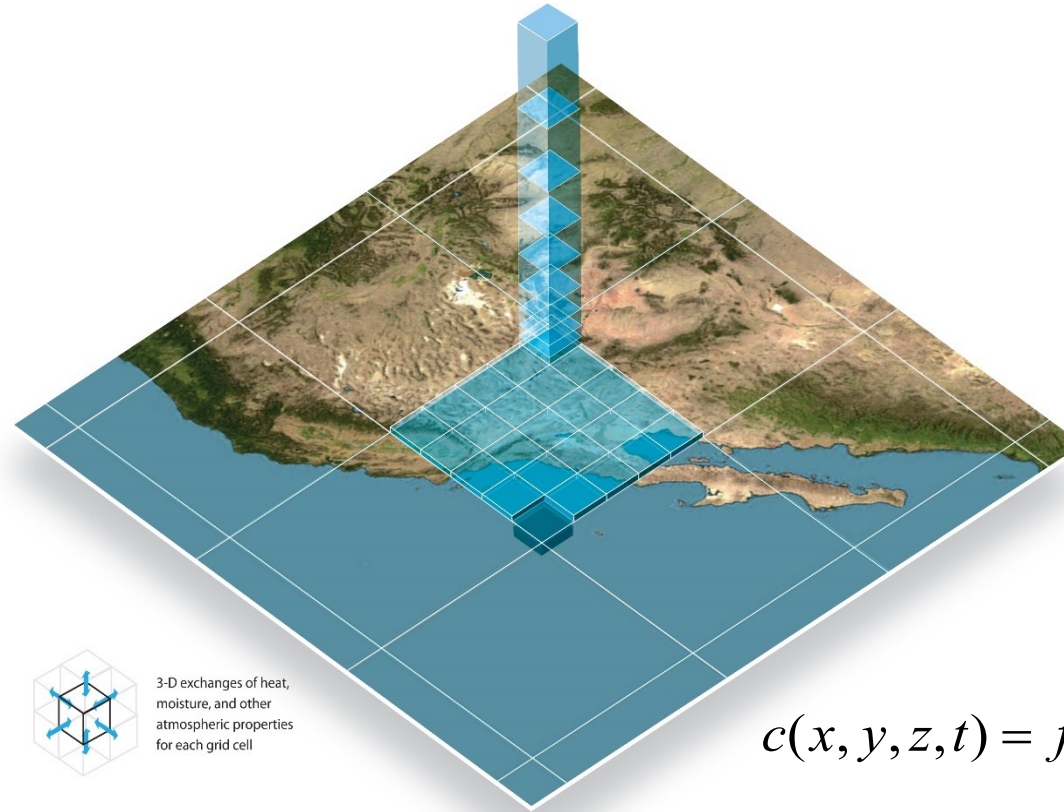 3-D exchanges of heat,
moisture, and other
atmospheric properties
for each grid cell
c(x, y, z, t) = f